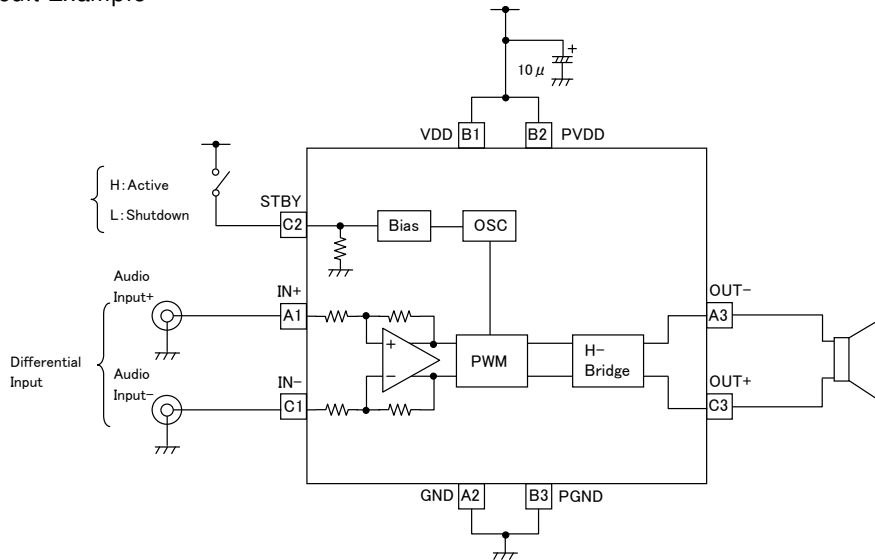 cuit Example
+
10μ
VDD B1 B2 PVDD
H:Active
L:Shutdown
STBY
C2
Bias
OSC
Audio
Input+
IN+
A1
Differential
Input
Audio
Input−
IN−
C1
+
−
PWM
H−
Bridge
OUT−
A3
OUT+
C3
GND A2 B3 PGND